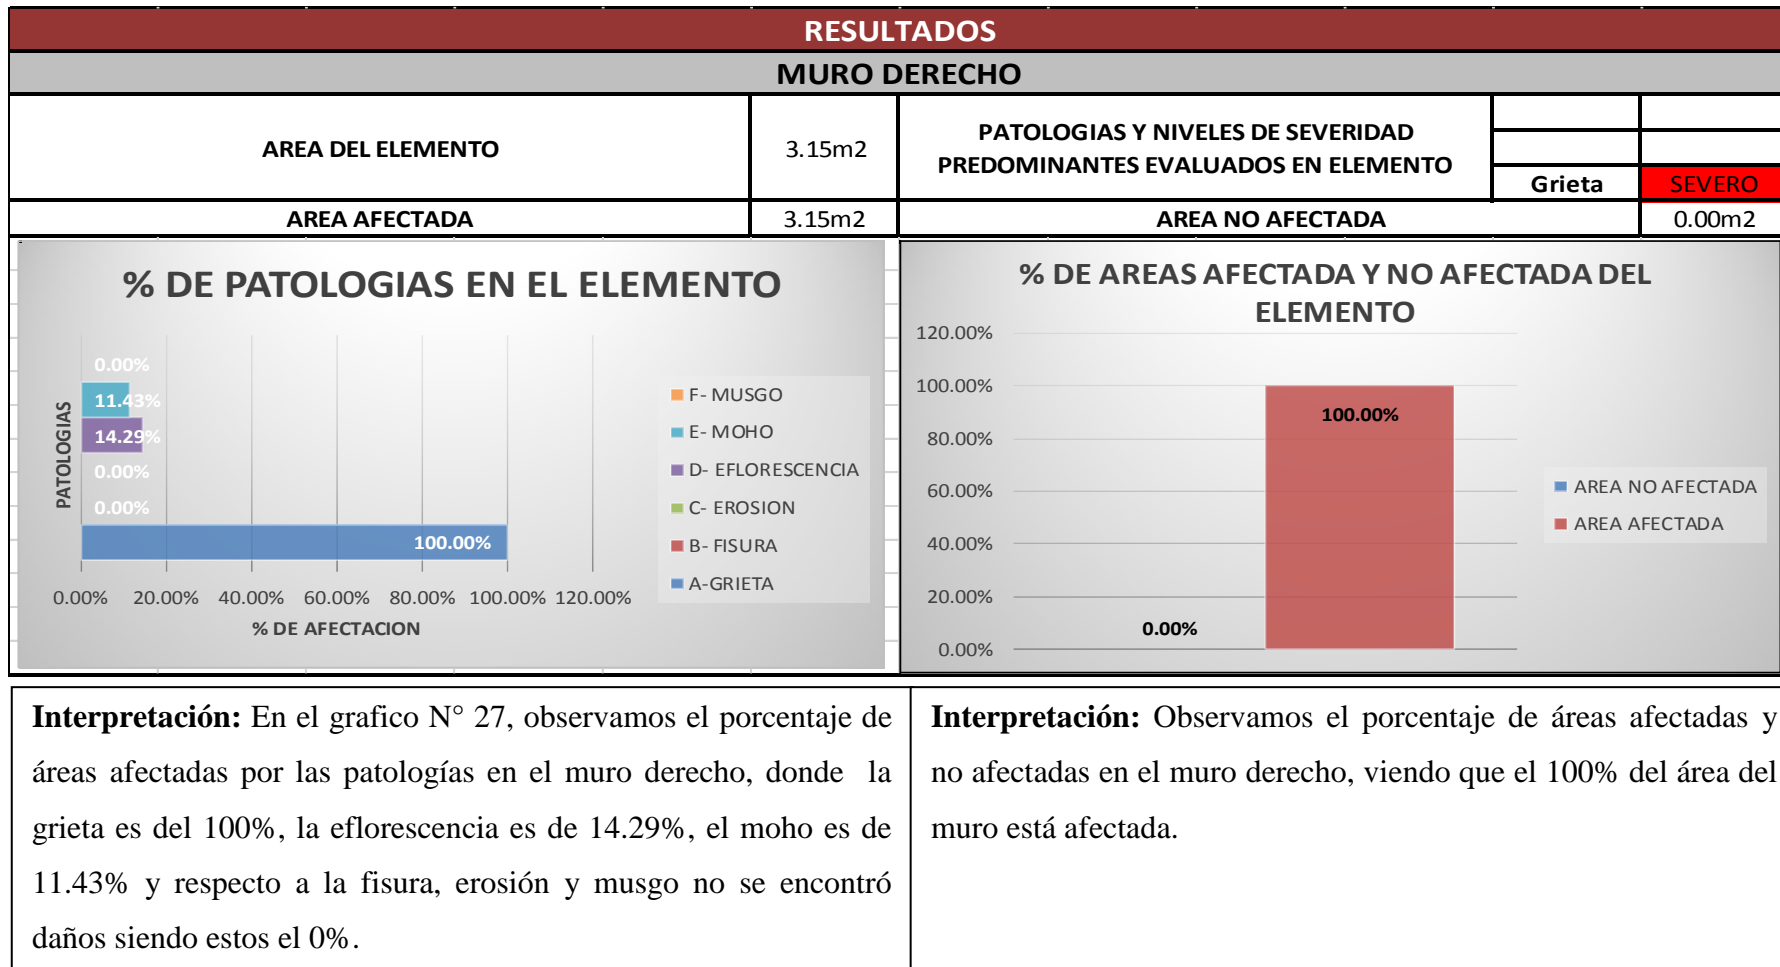 RESULTADOS
MURO DERECHO
AREA DEL ELEMENTO
3.15m2
PATOLOGIAS Y NIVELES DE SEVERIDAD
PREDOMINANTES EVALUADOS EN ELEMENTO
Grieta
SEVERO
AREA AFECTADA
3.15m2
AREA NO AFECTADA
0.00m2
% DE PATOLOGIAS EN EL ELEMENTO
PATOLOGIAS
0.00%
11.43%
14.29%
0.00%
0.00%
100.00%
0.00% 20.00% 40.00% 60.00% 80.00% 100.00% 120.00%
% DE AFECTACION
F- MUSGO
E- MOHO
D- EFLORESCENCIA
C- EROSION
B- FISURA
A-GRIETA
% DE AREAS AFECTADA Y NO AFECTADA DEL
ELEMENTO
120.00%
100.00%
80.00%
60.00%
40.00%
20.00%
0.00%
0.00%
100.00%
AREA NO AFECTADA
AREA AFECTADA
Interpretación: En el grafico N° 27, observamos el porcentaje de
áreas afectadas por las patologías en el muro derecho, donde la
grieta es del 100%, la eflorescencia es de 14.29%, el moho es de
11.43% y respecto a la fisura, erosión y musgo no se encontró
daños siendo estos el 0%.
Interpretación: Observamos el porcentaje de áreas afectadas y
no afectadas en el muro derecho, viendo que el 100% del área del
muro está afectada.